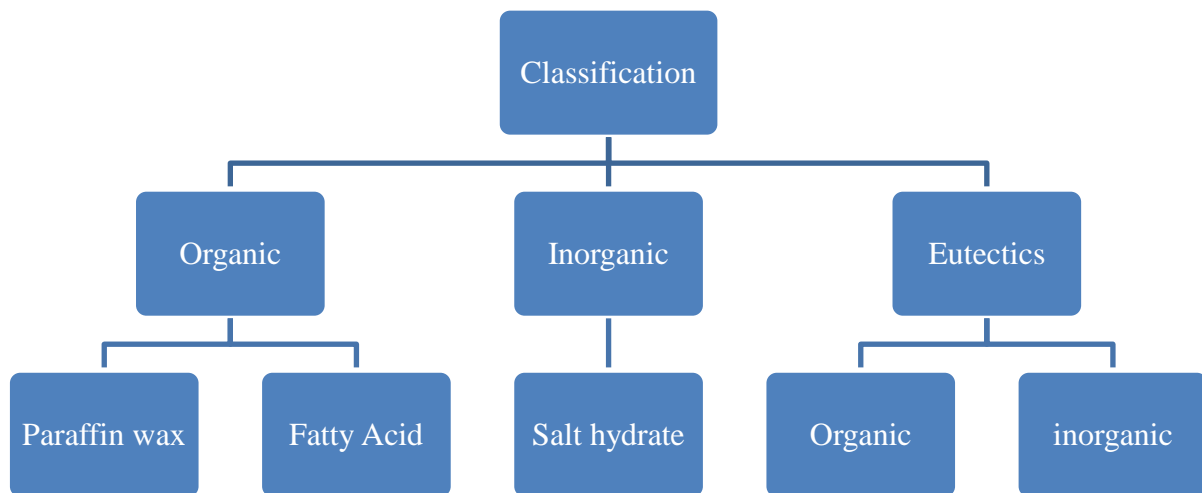 Classification
Organic
Inorganic
Eutectics
Paraffin wax
Fatty Acid
Salt hydrate
Organic
inorganic